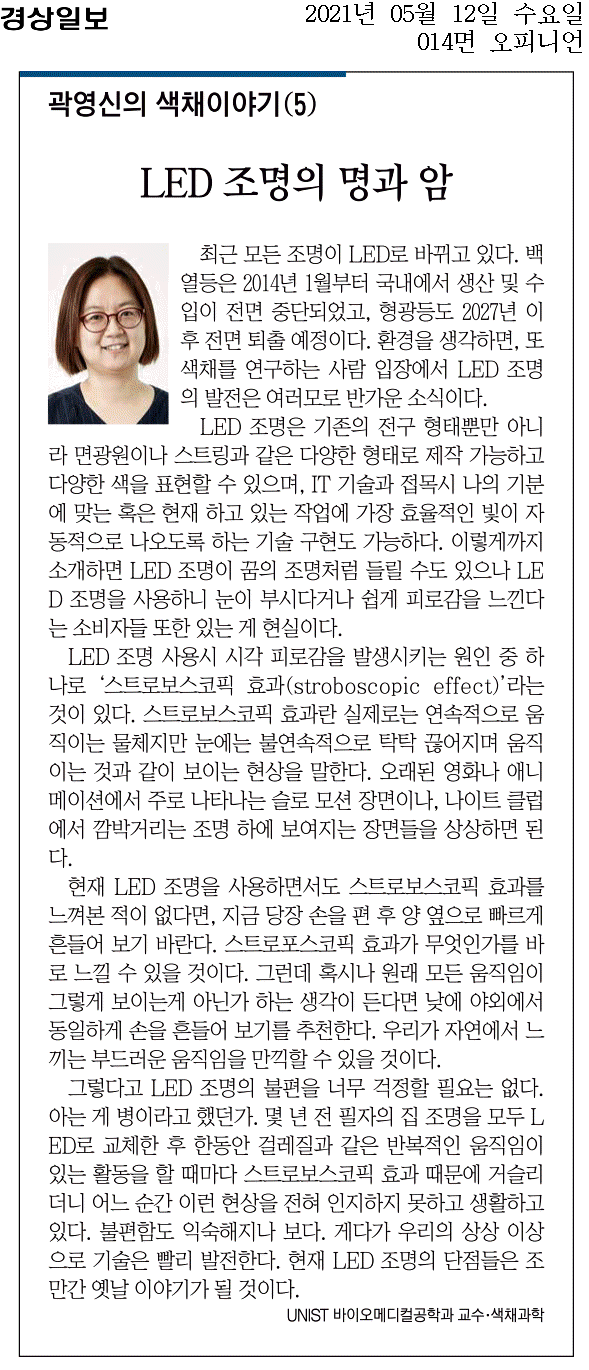 경상일보
2021년 05월 12일 수요일
014면 오피니언
곽영신의 색채이야기(5)
LED 조명의 명과 암
최근 모든 조명이 LED로 바뀌고 있다. 백
열등은 2014년 1월부터 국내에서 생산 및 수
입이 전면 중단되었고, 형광등도 2027년 이
후 전면 퇴출 예정이다. 환경을 생각하면, 또
색채를 연구하는 사람 입장에서 LED 조명
의 발전은 여러모로 반가운 소식이다.
LED 조명은 기존의 전구 형태뿐만 아니
라 면광원이나 스트링과 같은 다양한 형태로 제작 가능하고
다양한 색을 표현할 수 있으며, IT 기술과 접목시 나의 기분
에 맞는 혹은 현재 하고 있는 작업에 가장 효율적인 빛이 자
동적으로 나오도록 하는 기술 구현도 가능하다. 이렇게까지
소개하면 LED 조명이 꿈의 조명처럼 들릴 수도 있으나 LE
D 조명을 사용하니 눈이 부시다거나 쉽게 피로감을 느낀다
는 소비자들 또한 있는 게 현실이다.
LED 조명 사용시 시각 피로감을 발생시키는 원인 중 하
나로 ‘스트로보스코픽 효과(stroboscopic effect)’라는
것이 있다. 스트로보스코픽 효과란 실제로는 연속적으로 움
직이는 물체지만 눈에는 불연속적으로 탁탁 끊어지며 움직
이는 것과 같이 보이는 현상을 말한다. 오래된 영화나 애니
메이션에서 주로 나타나는 슬로 모션 장면이나, 나이트 클럽
에서 깜박거리는 조명 하에 보여지는 장면들을 상상하면 된
다.
현재 LED 조명을 사용하면서도 스트로보스코픽 효과를
느껴본 적이 없다면, 지금 당장 손을 편 후 양 옆으로 빠르게
흔들어 보기 바란다. 스트로포스코픽 효과가 무엇인가를 바
로 느낄 수 있을 것이다. 그런데 혹시나 원래 모든 움직임이
그렇게 보이는게 아닌가 하는 생각이 든다면 낮에 야외에서
동일하게 손을 흔들어 보기를 추천한다. 우리가 자연에서 느
끼는 부드러운 움직임을 만끽할 수 있을 것이다.
그렇다고 LED 조명의 불편을 너무 걱정할 필요는 없다.
아는 게 병이라고 했던가. 몇 년 전 필자의 집 조명을 모두 L
ED로 교체한 후 한동안 걸레질과 같은 반복적인 움직임이
있는 활동을 할 때마다 스트로보스코픽 효과 때문에 거슬리
더니 어느 순간 이런 현상을 전혀 인지하지 못하고 생활하고
있다. 불편함도 익숙해지나 보다. 게다가 우리의 상상 이상
으로 기술은 빨리 발전한다. 현재 LED 조명의 단점들은 조
만간 옛날 이야기가 될 것이다.
UNIST 바이오메디컬공학과 교수·색채과학